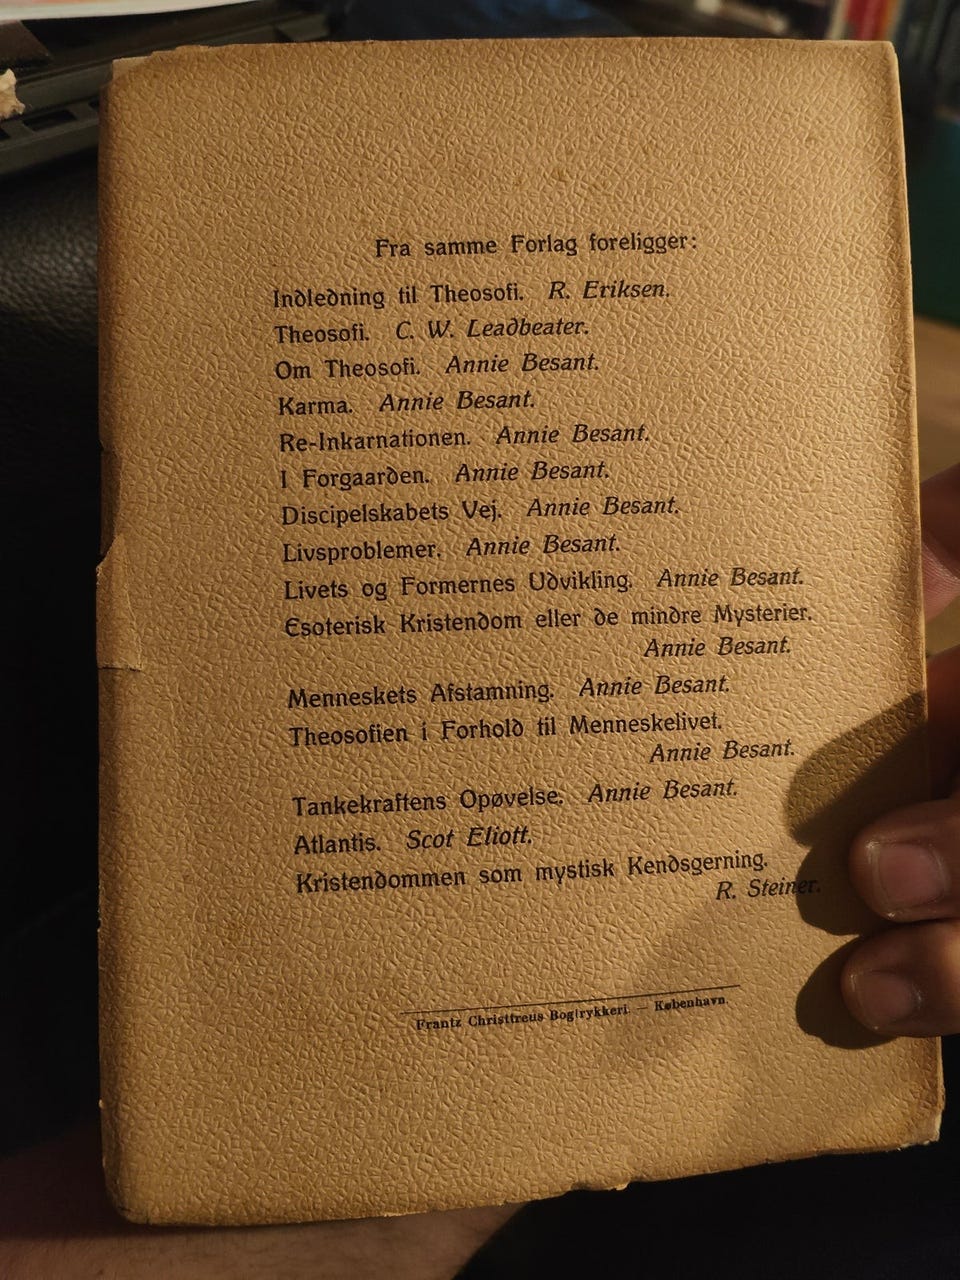 Fra samme Forlag foreligger:
Indledning til Theosofi. R. Eriksen.
Theosofi. C. W. Leadbeater.
Om Theosofi. Annie Besant.
Karma. Annie Besant.
Re-Inkarnationen. Annie Besant.
I Forgaarden. Annie Besant.
Discipelskabets Vej. Annie Besant.
Livsproblemer. Annie Besant.
Livets og Formernes Udvikling. Annie Besant.
Esoterisk Kristendom eller de mindre Mysterier.
Annie Besant.
Menneskets Afstamning. Annie Besant.
Theosofien i Forhold til Menneskelivet.
Annie Besant.
Tankekraftens Opøvelse. Annie Besant.
Atlantis. Scot Eliott.
Kristendommen som mystisk Kendsgerning.
R. Steiner.
Frantz Christtreus Bogtrykkeri. — København.